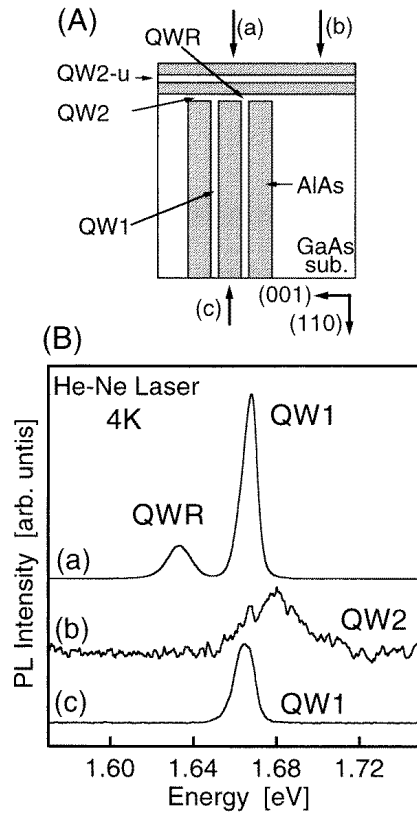 (A)
QWR
(a)
(b)
QW2-u
QW2
QW1
AlAs
GaAs
sub.
(c)
(001)
(110)
(B)
He-Ne Laser
4K
QW1
QWR
(a)
(b)
QW2
(c)
QW1
PL Intensity [arb. untis]
1.60 1.64 1.68 1.72
Energy [eV]